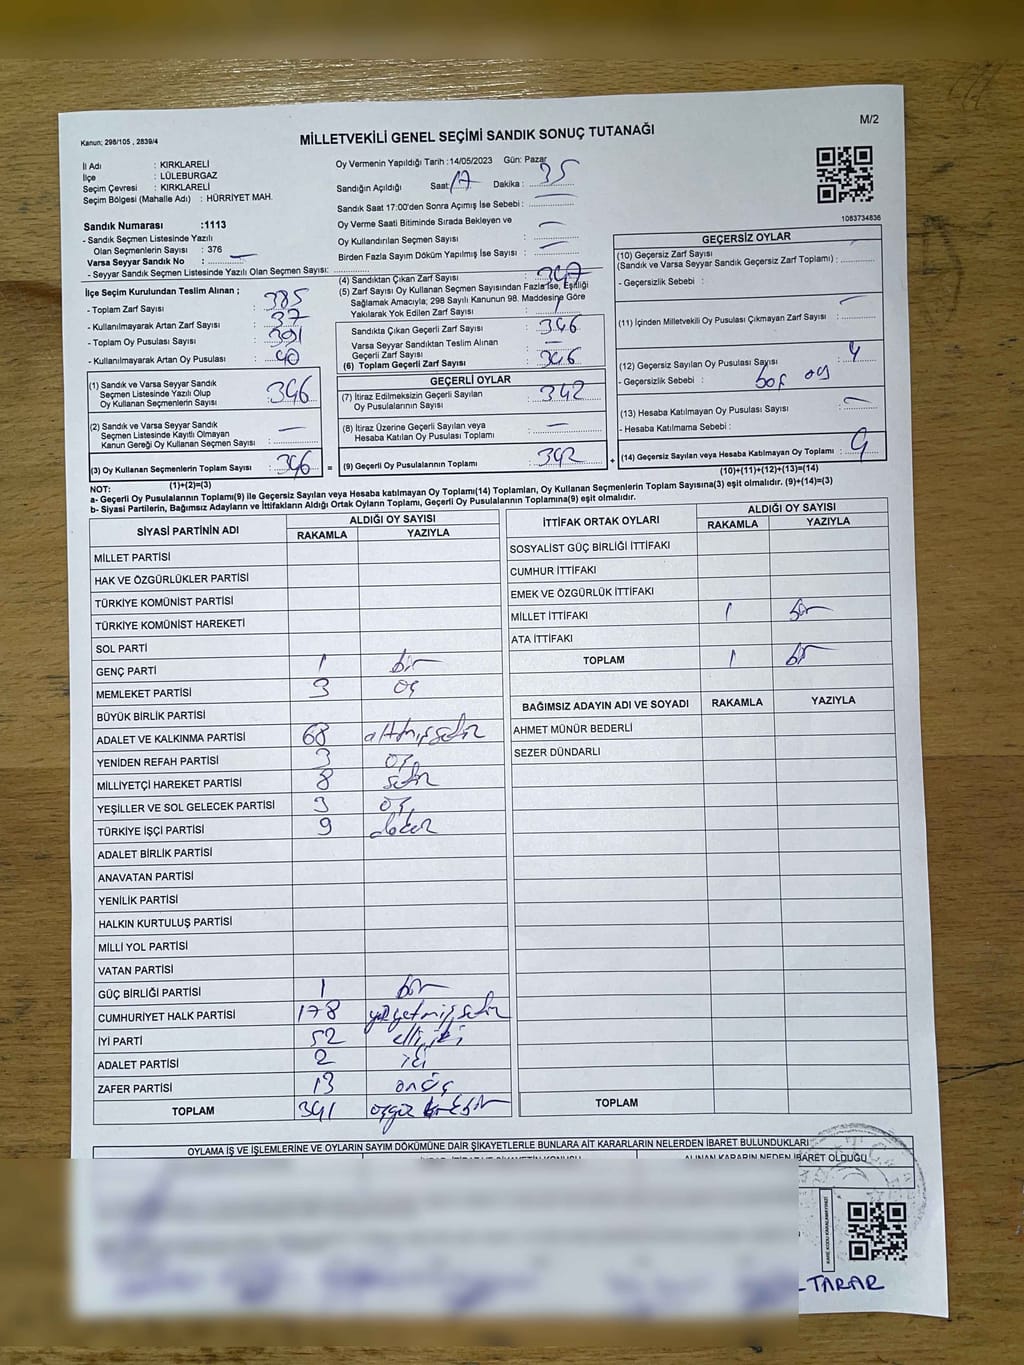 Kanun; 298/105 , 2839/4
MİLLETVEKİLİ GENEL SEÇİMİ SANDIK SONUÇ TUTANAĞI
M/2
İl Adı : KIRKLARELİ
İlçe : LÜLEBURGAZ
Seçim Çevresi : KIRKLARELİ
Seçim Bölgesi (Mahalle Adı) : HÜRRİYET MAH.
Oy Vermenin Yapıldığı Tarih :14/05/2023 Gün: Pazar
Sandığın Açıldığı Saat 17 Dakika : 35
Sandık Saat 17:00'den Sonra Açımış İse Sebebi :
Oy Verme Saati Bitiminde Sırada Bekleyen ve
Oy Kullandırılan Seçmen Sayısı
Birden Fazla Sayım Döküm Yapılmış İse Sayısı :
1083734836
Sandık Numarası :1113
- Sandık Seçmen Listesinde Yazılı
Olan Seçmenlerin Sayısı : 376
Varsa Seyyar Sandık No :
- Seyyar Sandık Seçmen Listesinde Yazılı Olan Seçmen Sayısı:
İlçe Seçim Kurulundan Teslim Alınan ;
- Toplam Zarf Sayısı : 385
- Kullanılmayarak Artan Zarf Sayısı : 37
- Toplam Oy Pusulası Sayısı : 391
- Kullanılmayarak Artan Oy Pusulası : 40
(1) Sandık ve Varsa Seyyar Sandık
Seçmen Listesinde Yazılı Olup
Oy Kullanan Seçmenlerin Sayısı : 346
(2) Sandık ve Varsa Seyyar Sandık
Seçmen Listesinde Kayıtlı Olmayan
Kanun Gereği Oy Kullanan Seçmen Sayısı :
(3) Oy Kullanan Seçmenlerin Toplam Sayısı : 346 =
(1)+(2)=(3)
(4) Sandıktan Çıkan Zarf Sayısı : 347
(5) Zarf Sayısı Oy Kullanan Seçmen Sayısından Fazla İse, Eşitliği
Sağlamak Amacıyla; 298 Sayılı Kanunun 98. Maddesine Göre
Yakılarak Yok Edilen Zarf Sayısı : 1
Sandıkta Çıkan Geçerli Zarf Sayısı : 346
Varsa Seyyar Sandıktan Teslim Alınan
Geçerli Zarf Sayısı :
(6) Toplam Geçerli Zarf Sayısı : 346
GEÇERLİ OYLAR
(7) İtiraz Edilmeksizin Geçerli Sayılan
Oy Pusulalarının Sayısı : 342
(8) İtiraz Üzerine Geçerli Sayılan veya
Hesaba Katılan Oy Pusulası Toplamı :
(9) Geçerli Oy Pusulalarının Toplamı : 342 +
GEÇERSİZ OYLAR
(10) Geçersiz Zarf Sayısı
(Sandık ve Varsa Seyyar Sandık Geçersiz Zarf Toplamı) :
- Geçersizlik Sebebi :
(11) İçinden Milletvekili Oy Pusulası Çıkmayan Zarf Sayısı :
(12) Geçersiz Sayılan Oy Pusulası Sayısı : 4
- Geçersizlik Sebebi : boş oy
(13) Hesaba Katılmayan Oy Pusulası Sayısı :
- Hesaba Katılmama Sebebi :
(14) Geçersiz Sayılan veya Hesaba Katılmayan Oy Toplamı : 4
(10)+(11)+(12)+(13)=(14)
NOT:
a- Geçerli Oy Pusulalarının Toplamı(9) ile Geçersiz Sayılan veya Hesaba katılmayan Oy Toplamı(14) Toplamları, Oy Kullanan Seçmenlerin Toplam Sayısına(3) eşit olmalıdır. (9)+(14)=(3)
b- Siyasi Partilerin, Bağımsız Adayların ve İttifakların Aldığı Ortak Oyların Toplamı, Geçerli Oy Pusulalarının Toplamına(9) eşit olmalıdır.
SİYASİ PARTİNİN ADI ALDIĞI OY SAYISI
RAKAMLA YAZIYLA
MİLLET PARTİSİ
HAK VE ÖZGÜRLÜKLER PARTİSİ
TÜRKİYE KOMÜNİST PARTİSİ
TÜRKİYE KOMÜNİST HAREKETİ
SOL PARTİ
GENÇ PARTİ 1 bir
MEMLEKET PARTİSİ 3 üç
BÜYÜK BİRLİK PARTİSİ
ADALET VE KALKINMA PARTİSİ 68 altmışsekiz
YENİDEN REFAH PARTİSİ 3 üç
MİLLİYETÇİ HAREKET PARTİSİ 8 sekiz
YEŞİLLER VE SOL GELECEK PARTİSİ 3 üç
TÜRKİYE İŞÇİ PARTİSİ 9 dokuz
ADALET BİRLİK PARTİSİ
ANAVATAN PARTİSİ
YENİLİK PARTİSİ
HALKIN KURTULUŞ PARTİSİ
MİLLİ YOL PARTİSİ
VATAN PARTİSİ
GÜÇ BİRLİĞİ PARTİSİ 1 bir
CUMHURİYET HALK PARTİSİ 178 yüzyetmişsekiz
İYİ PARTİ 52 elliiki
ADALET PARTİSİ 2 iki
ZAFER PARTİSİ 13 onüç
TOPLAM 341 üçyüz kırkbir
İTTİFAK ORTAK OYLARI ALDIĞI OY SAYISI
RAKAMLA YAZIYLA
SOSYALİST GÜÇ BİRLİĞİ İTTİFAKI
CUMHUR İTTİFAKI
EMEK VE ÖZGÜRLÜK İTTİFAKI
MİLLET İTTİFAKI 1 bir
ATA İTTİFAKI
TOPLAM 1 bir
BAĞIMSIZ ADAYIN ADI VE SOYADI RAKAMLA YAZIYLA
AHMET MÜNÜR BEDERLİ
SEZER DÜNDARLI
TOPLAM
OYLAMA İŞ VE İŞLEMLERİNE VE OYLARIN SAYIM DÖKÜMÜNE DAİR ŞİKAYETLERLE BUNLARA AİT KARARLARIN NELERDEN İBARET BULUNDUKLARI
ALINAN KARARIN NEDEN İBARET OLDUĞU
TARAR